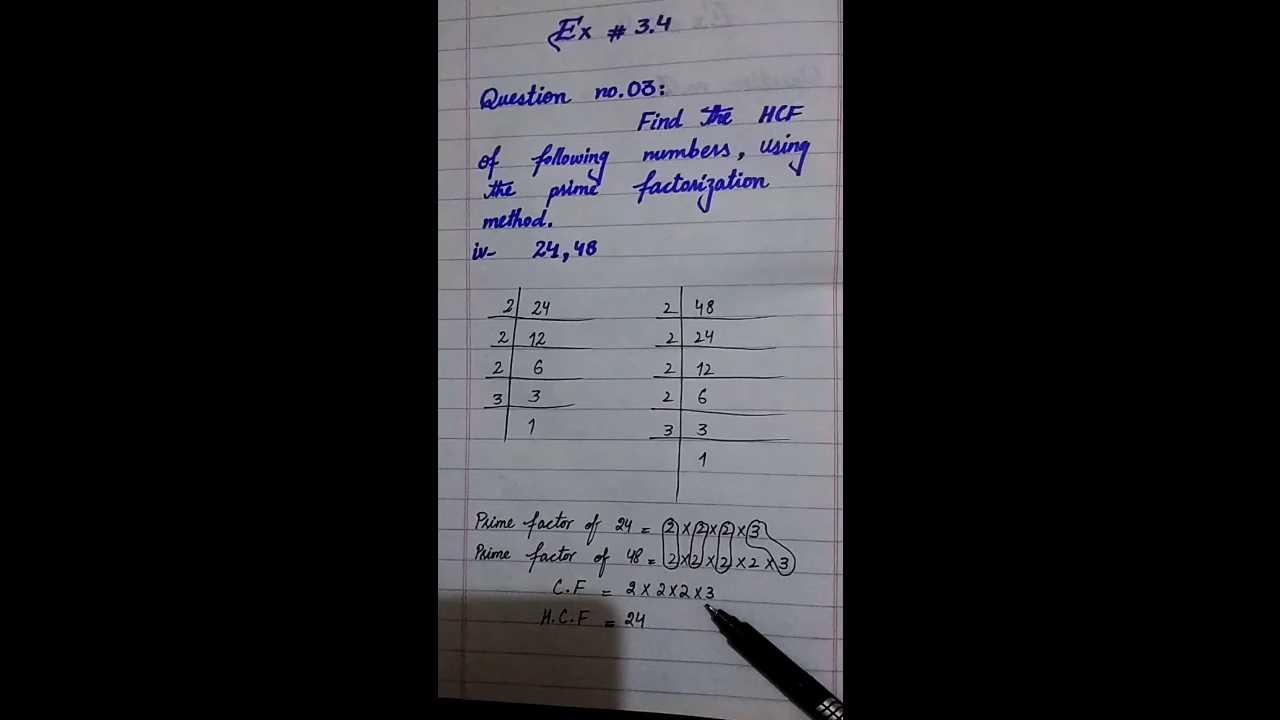 Ex # 3.4
Question no.03:
Find the HCF
of following numbers, using
the prime factorization
method.
iv- 24,48
2 24
2 12
2 6
3 3
1
2 48
2 24
2 12
2 6
3 3
1
Prime factor of 24 = 2×2×2×3
Prime factor of 48 = 2×2×2×2×3
C.F = 2×2×2×3
H.C.F = 24